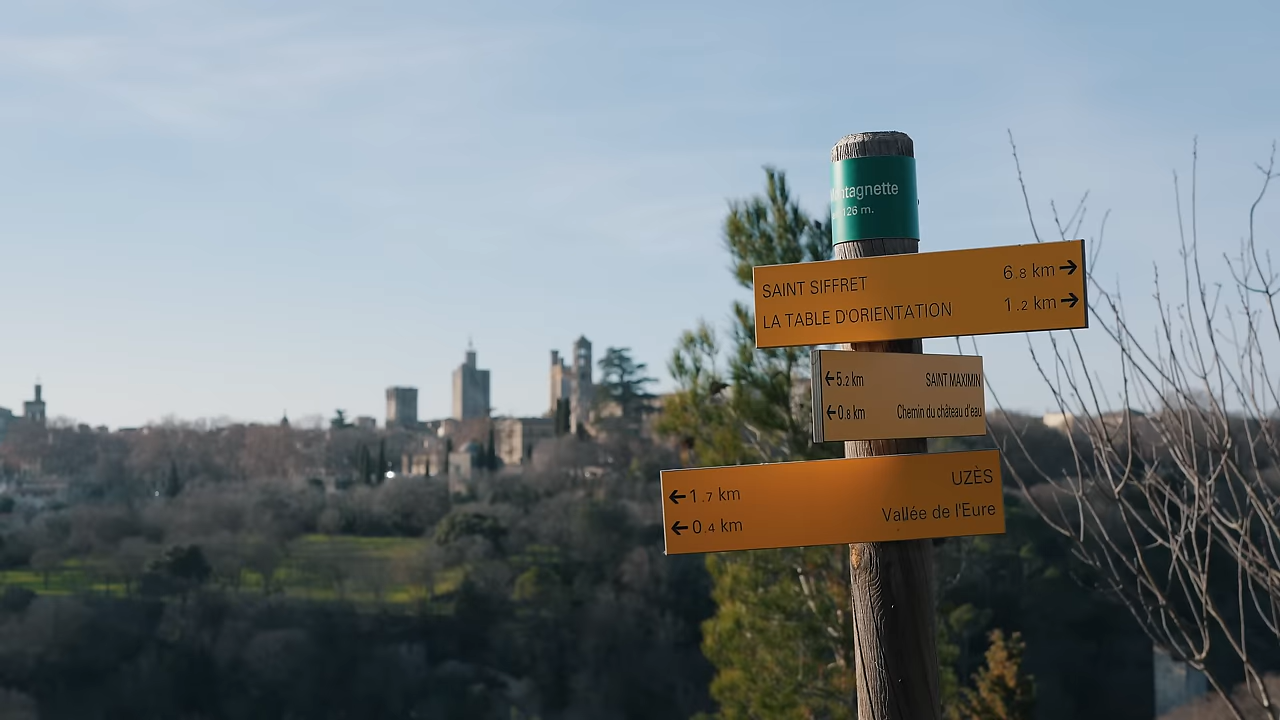 ntagnette
126 m.
SAINT SIFFRET 6.8 km →
LA TABLE D'ORIENTATION 1.2 km →
← 5.2 km SAINT MAXIMIN
← 0.8 km Chemin du château d'eau
← 1.7 km UZÈS
← 0.4 km Vallée de l'Eure